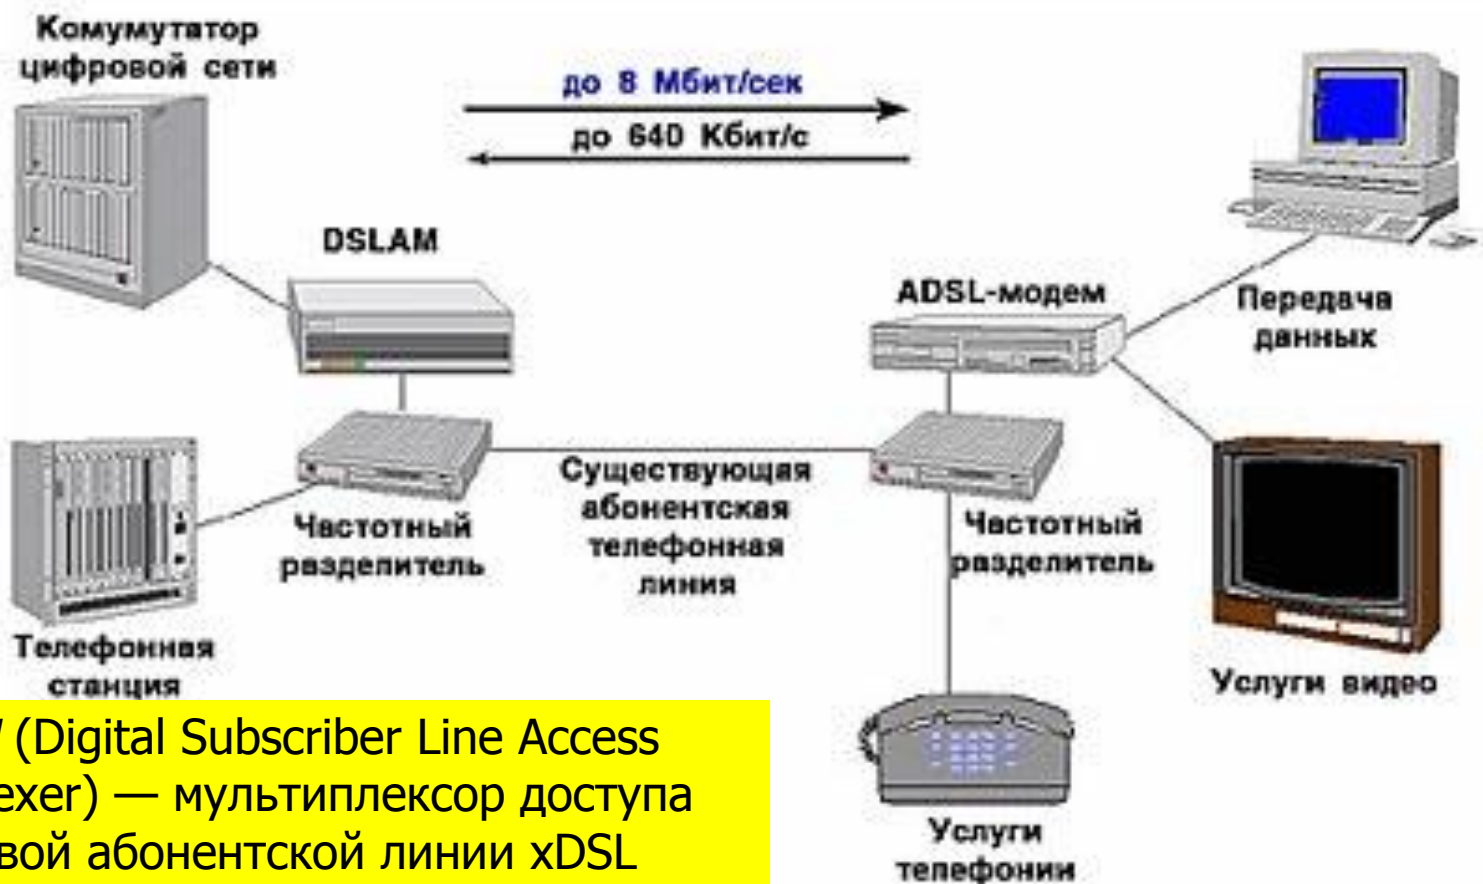 Комумутатор
цифровой сети
до 8 Мбит/сек
до 640 Кбит/с
DSLAM
ADSL-модем
Передача
данных
Существующая
абонентская
телефонная
линия
Частотный
разделитель
Частотный
разделитель
Телефонная
станция
Услуги видео
(Digital Subscriber Line Access
exer) — мультиплексор доступа
вой абонентской линии xDSL
Услуги
телефонии